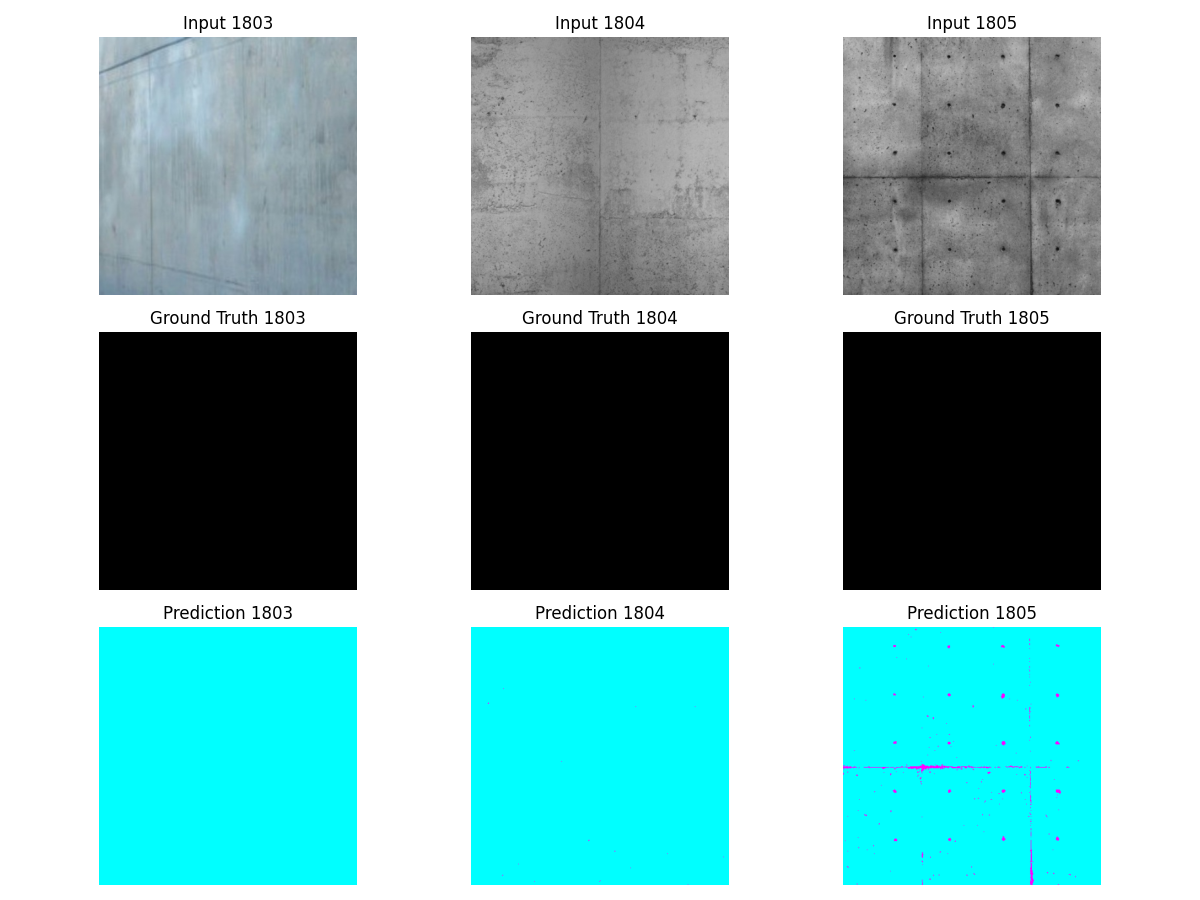 Input 1803
Input 1804
Input 1805
Ground Truth 1803
Ground Truth 1804
Ground Truth 1805
Prediction 1803
Prediction 1804
Prediction 1805